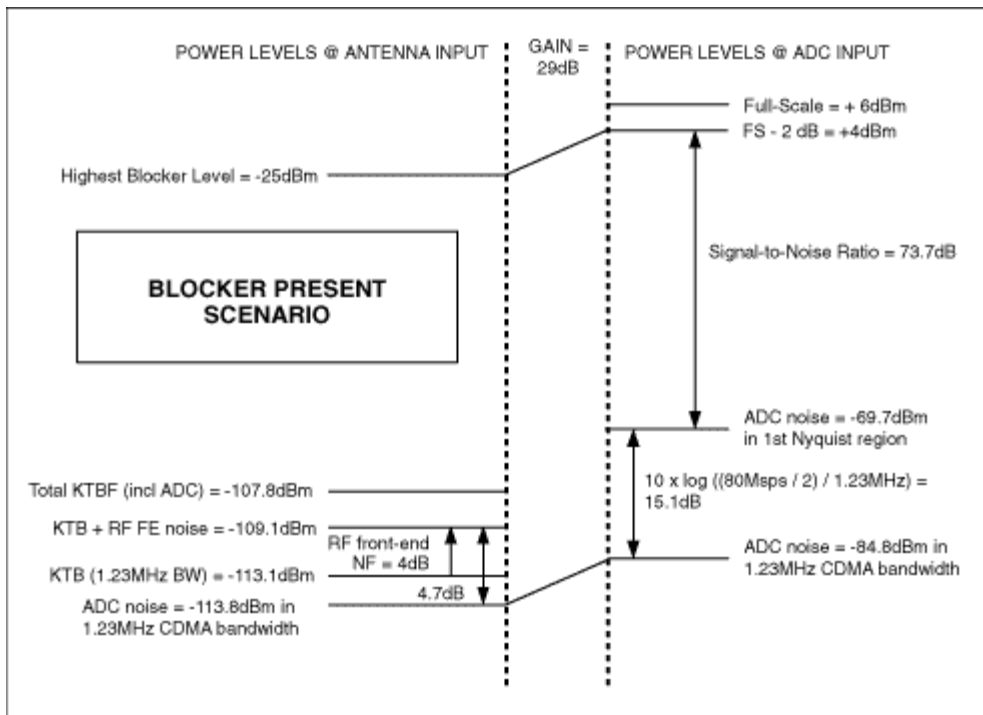 POWER LEVELS @ ANTENNA INPUT
GAIN =
29dB
POWER LEVELS @ ADC INPUT
Full-Scale = + 6dBm
FS - 2 dB = +4dBm
Highest Blocker Level = -25dBm
Signal-to-Noise Ratio = 73.7dB
BLOCKER PRESENT
SCENARIO
ADC noise = -69.7dBm
in 1st Nyquist region
Total KTBF (incl ADC) = -107.8dBm
10 x log ((80Msps / 2) / 1.23MHz) =
15.1dB
KTB + RF FE noise = -109.1dBm
RF front-end
NF = 4dB
KTB (1.23MHz BW) = -113.1dBm
4.7dB
ADC noise = -84.8dBm in
1.23MHz CDMA bandwidth
ADC noise = -113.8dBm in
1.23MHz CDMA bandwidth